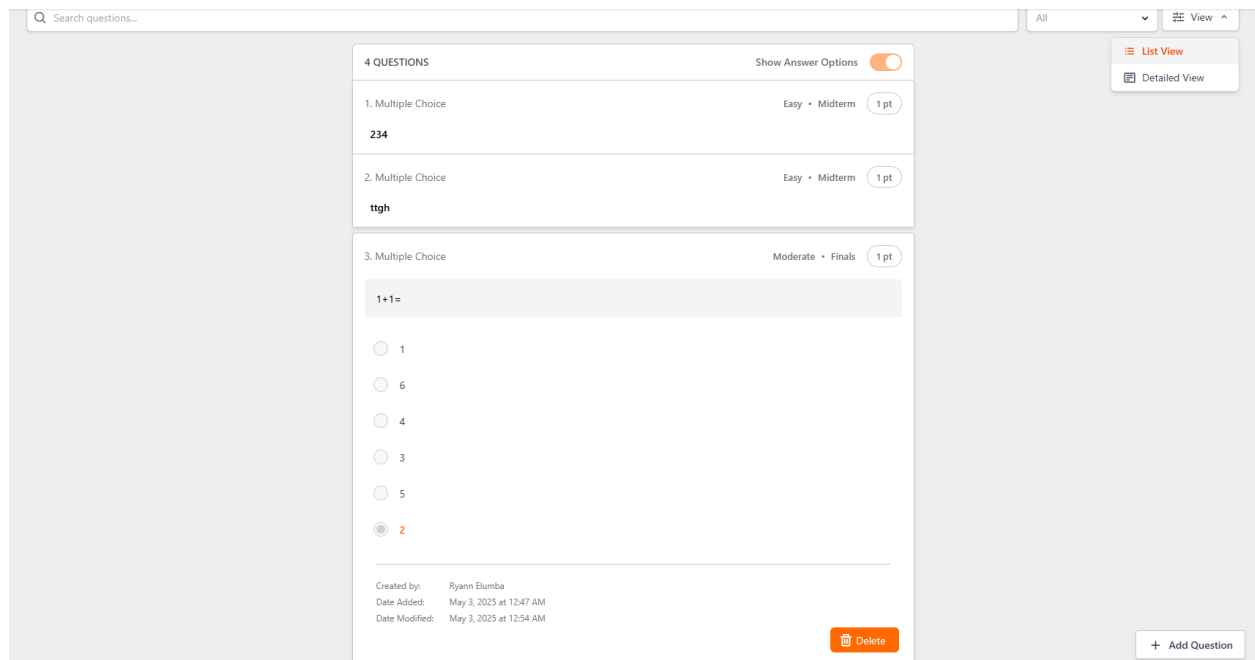 Search questions...
All
View
List View
Detailed View
4 QUESTIONS
Show Answer Options
1. Multiple Choice
Easy • Midterm
1 pt
234
2. Multiple Choice
Easy • Midterm
1 pt
ttgh
3. Multiple Choice
Moderate • Finals
1 pt
1+1=
1
6
4
3
5
2
Created by: Ryann Elumba
Date Added: May 3, 2025 at 12:47 AM
Date Modified: May 3, 2025 at 12:54 AM
Delete
+ Add Question